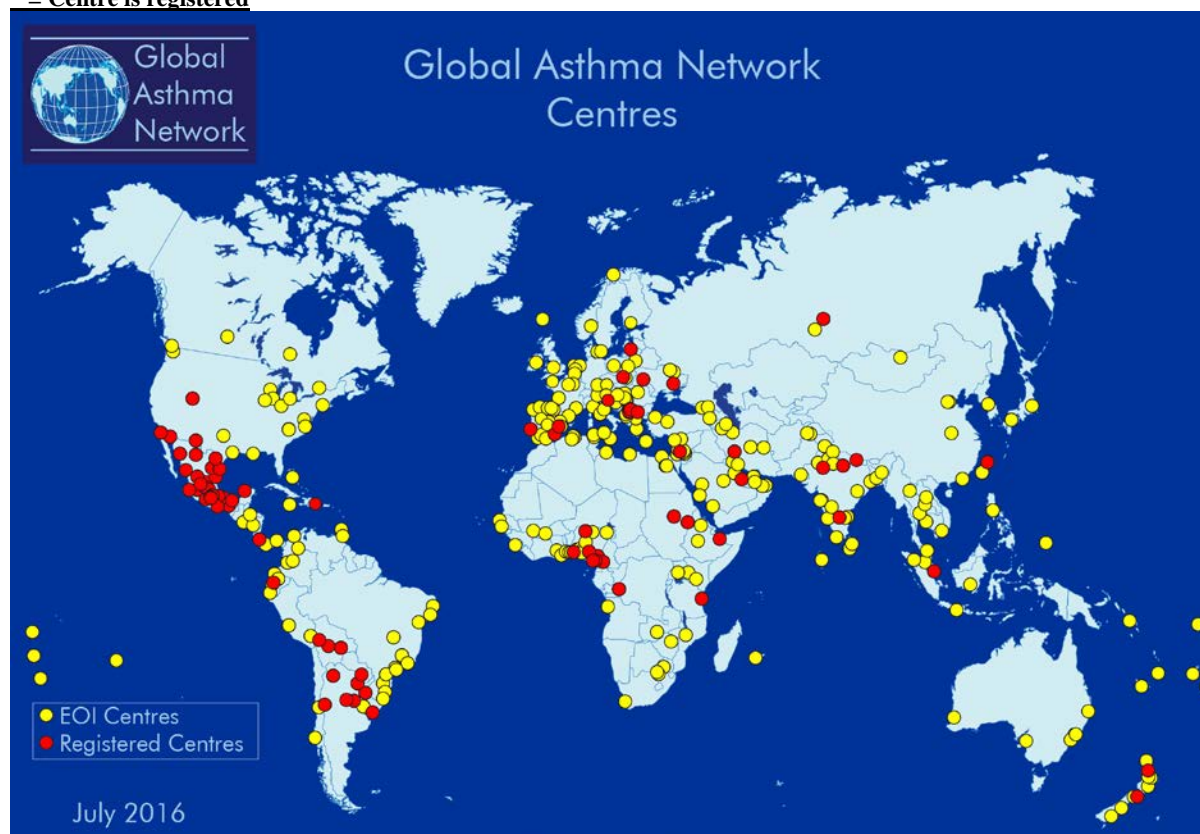 = Centre is registered
Global
Asthma
Network
Global Asthma Network
Centres
EOI Centres
Registered Centres
July 2016